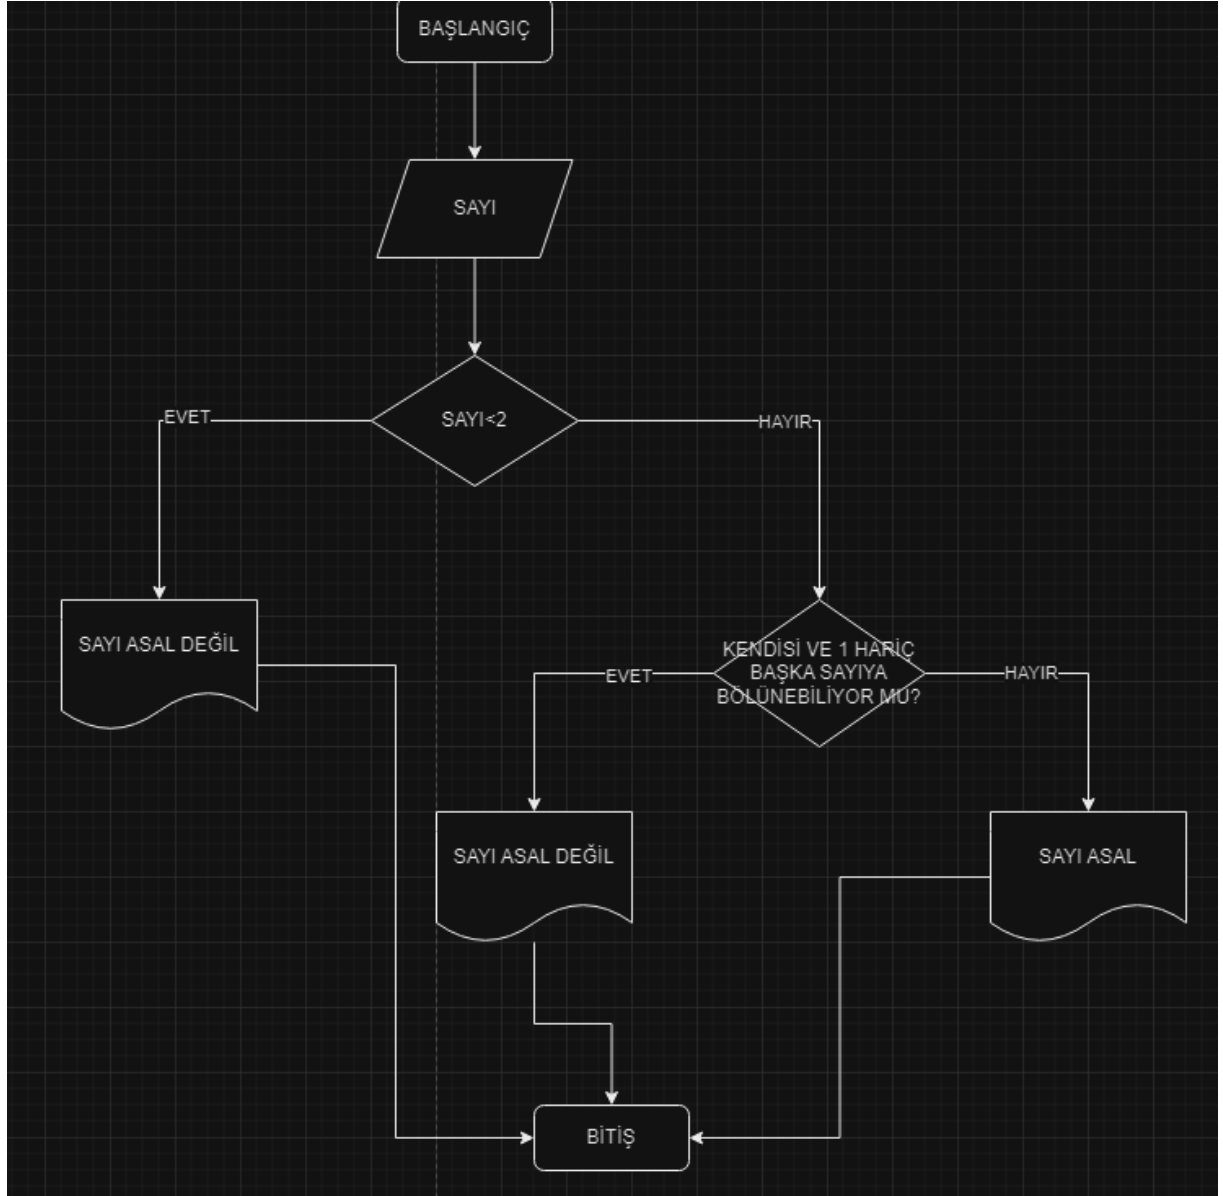 BAŞLANGIÇ
SAYI
SAYI<2
EVET
HAYIR
SAYI ASAL DEĞİL
KENDİSİ VE 1 HARİÇ
BAŞKA SAYIYA
BÖLÜNEBİLİYOR MU?
EVET
HAYIR
SAYI ASAL DEĞİL
SAYI ASAL
BİTİŞ